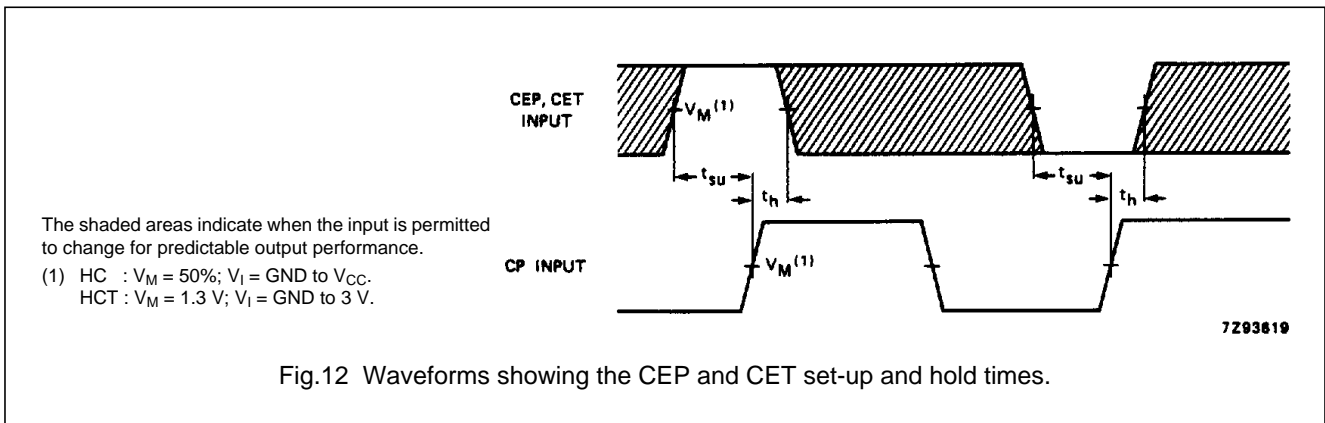 CEP, CET
INPUT
V_M (1)
t_su
t_h
t_su
t_h
The shaded areas indicate when the input is permitted
to change for predictable output performance.
(1) HC : V_M = 50%; V_I = GND to V_CC.
HCT : V_M = 1.3 V; V_I = GND to 3 V.
CP INPUT
V_M (1)
7Z93619
Fig.12 Waveforms showing the CEP and CET set-up and hold times.